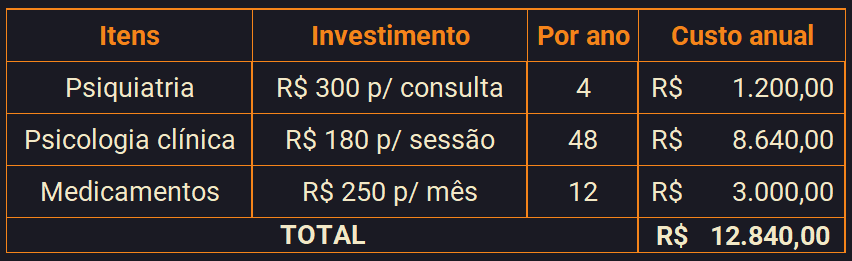 Itens Investimento Por ano Custo anual
Psiquiatria R$ 300 p/ consulta 4 R$ 1.200,00
Psicologia clínica R$ 180 p/ sessão 48 R$ 8.640,00
Medicamentos R$ 250 p/ mês 12 R$ 3.000,00
TOTAL R$ 12.840,00